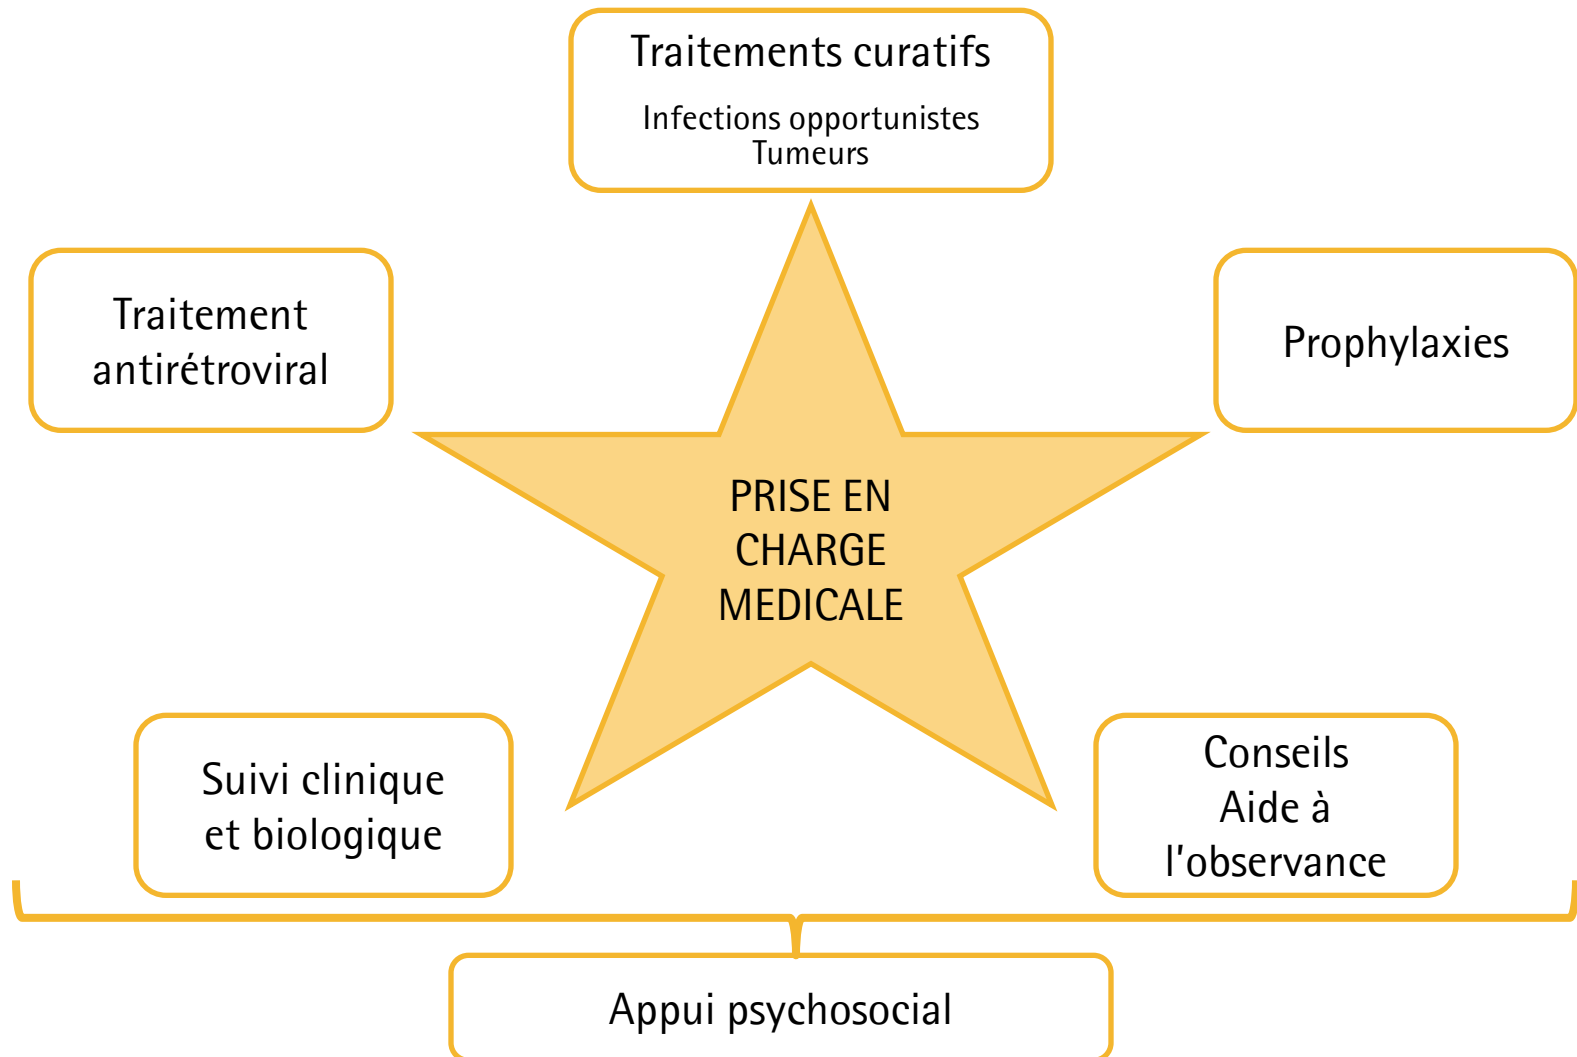 Traitements curatifs
Infections opportunistes
Tumeurs
Traitement
antirétroviral
Prophylaxies
PRISE EN
CHARGE
MEDICALE
Suivi clinique
et biologique
Conseils
Aide à
l'observance
Appui psychosocial